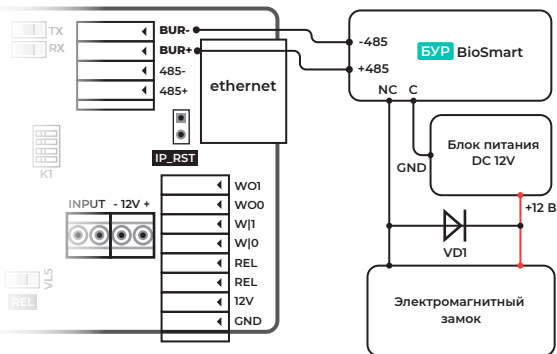 TX
RX
BUR-
BUR+
485-
485+
ethernet
IP_RST
K1
INPUT - 12V +
WO1
WO0
W|1
W|0
REL
REL
12V
GND
VL5
REL
-485
+485
БУР BioSmart
NC C
GND
Блок питания
DC 12V
+12 В
VD1
Электромагнитный
замок